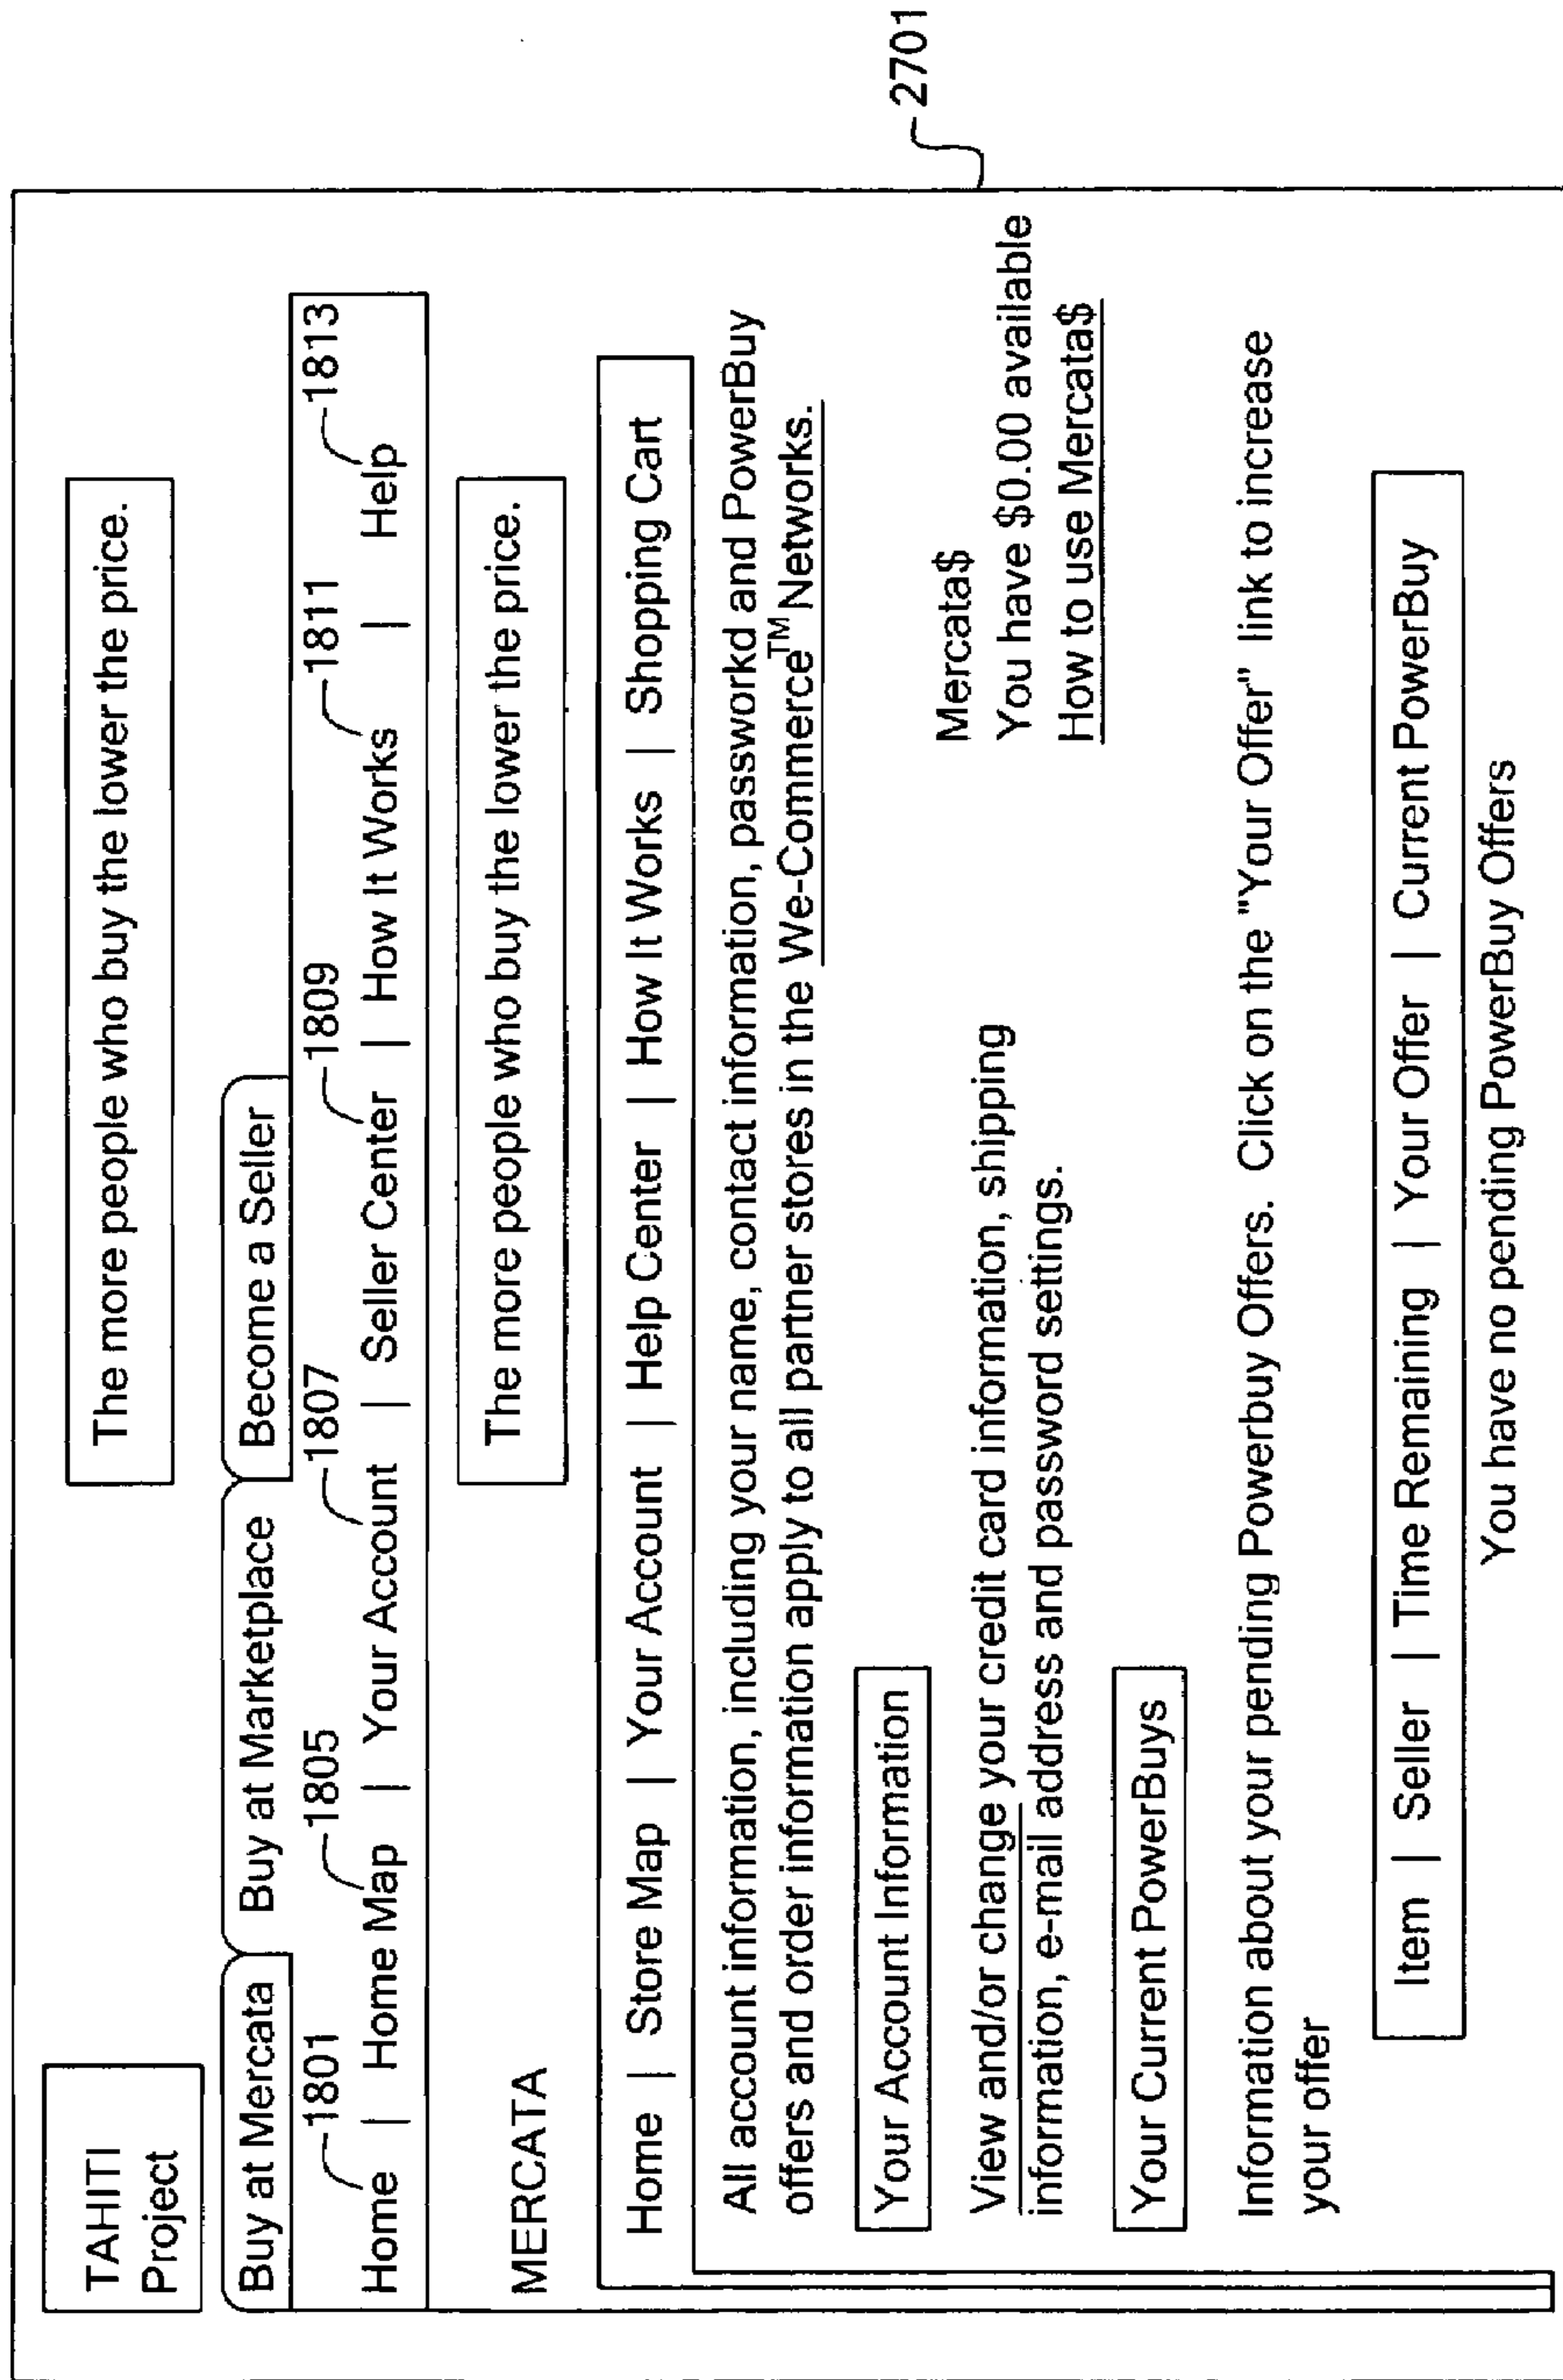 TAHITI
Project
The more people who buy the lower the price.
Buy at Mercata Buy at Marketplace Become a Seller
1801 1805 1807 1809 1811 1813
Home | Home Map | Your Account | Seller Center | How It Works | Help
MERCATA
The more people who buy the lower the price.
Home | Store Map | Your Account | Help Center | How It Works | Shopping Cart
All account information, including your name, contact information, passworkd and PowerBuy
offers and order information apply to all partner stores in the We-Commerce™ Networks.
Your Account Information
View and/or change your credit card information, shipping
information, e-mail address and password settings.
Mercata$
You have $0.00 available
How to use Mercata$
Your Current PowerBuys
Information about your pending Powerbuy Offers. Click on the "Your Offer" link to increase
your offer
Item | Seller | Time Remaining | Your Offer | Current PowerBuy
You have no pending PowerBuy Offers
2701